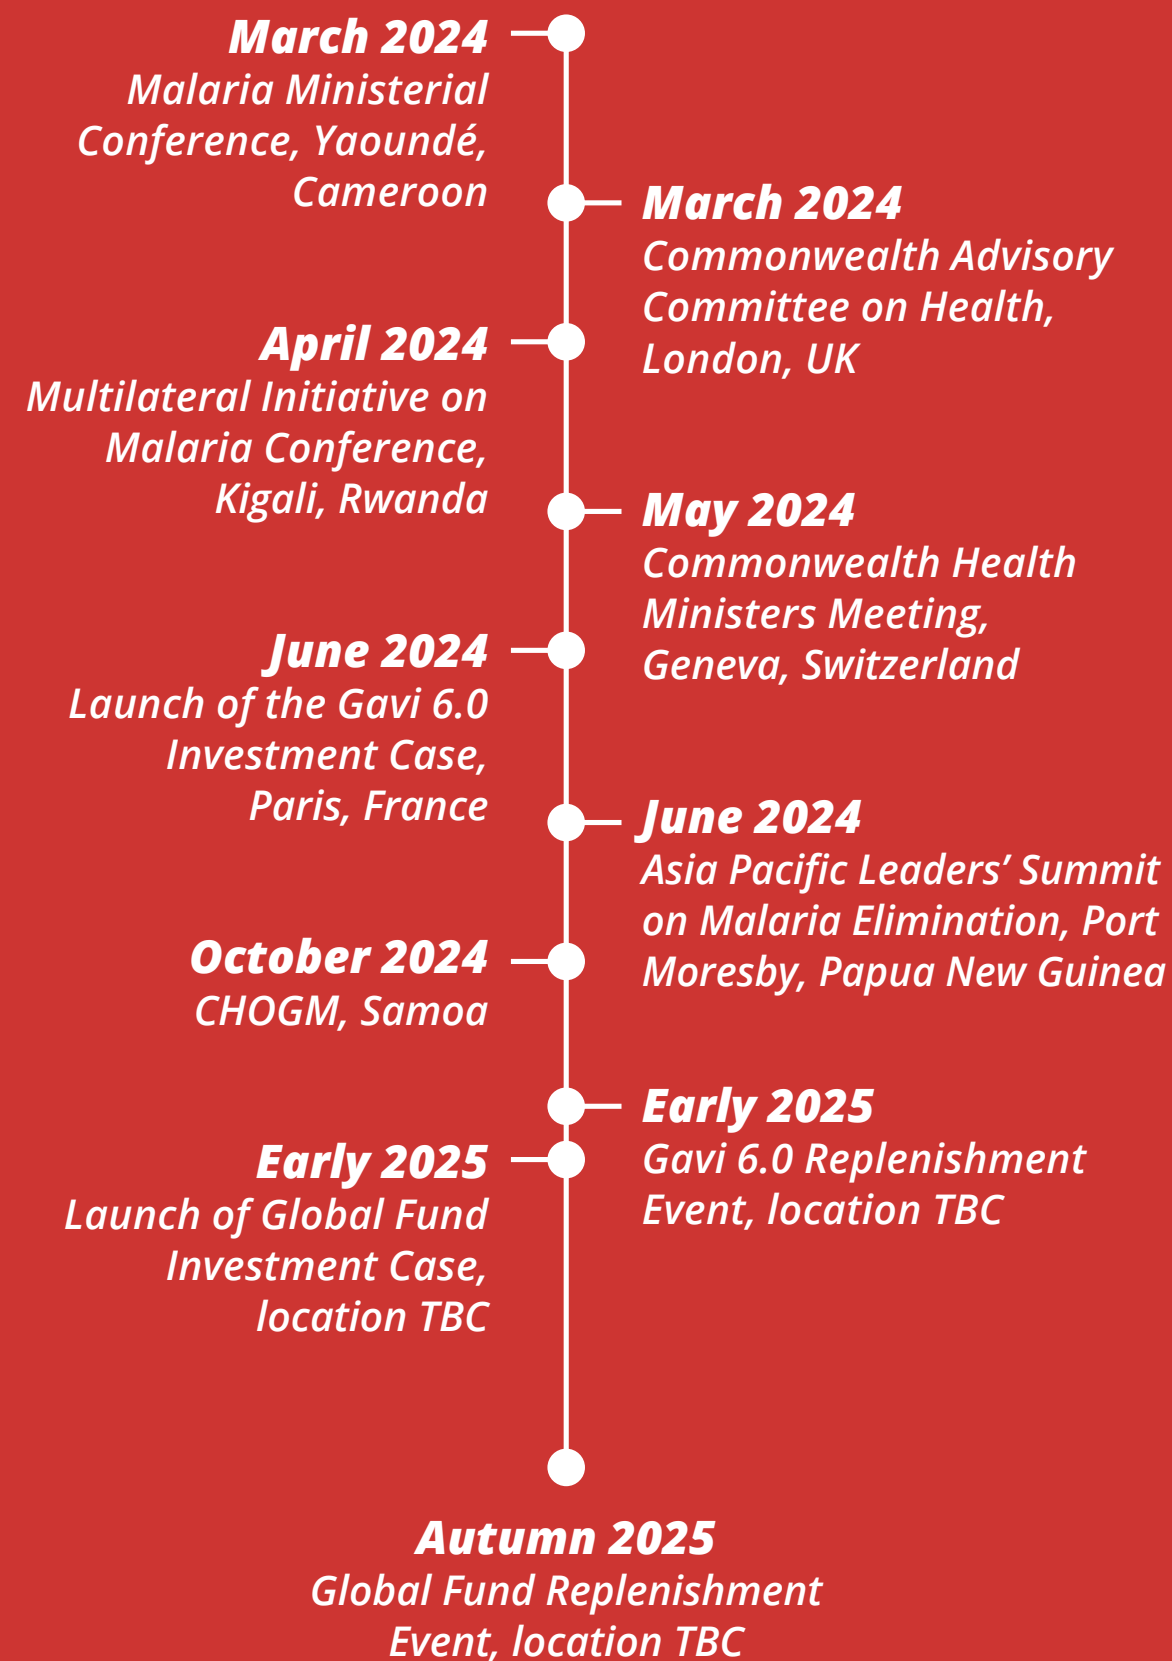 March 2024
Malaria Ministerial
Conference, Yaoundé,
Cameroon
March 2024
Commonwealth Advisory
Committee on Health,
London, UK
April 2024
Multilateral Initiative on
Malaria Conference,
Kigali, Rwanda
May 2024
Commonwealth Health
Ministers Meeting,
Geneva, Switzerland
June 2024
Launch of the Gavi 6.0
Investment Case,
Paris, France
June 2024
Asia Pacific Leaders’ Summit
on Malaria Elimination, Port
Moresby, Papua New Guinea
October 2024
CHOGM, Samoa
Early 2025
Gavi 6.0 Replenishment
Event, location TBC
Early 2025
Launch of Global Fund
Investment Case,
location TBC
Autumn 2025
Global Fund Replenishment
Event, location TBC